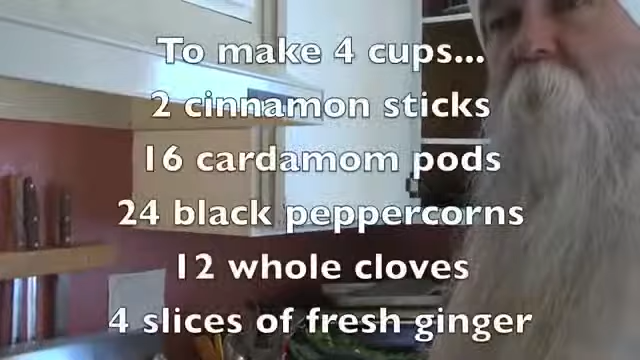 To make 4 cups...
2 cinnamon sticks
16 cardamom pods
24 black peppercorns
12 whole cloves
4 slices of fresh ginger